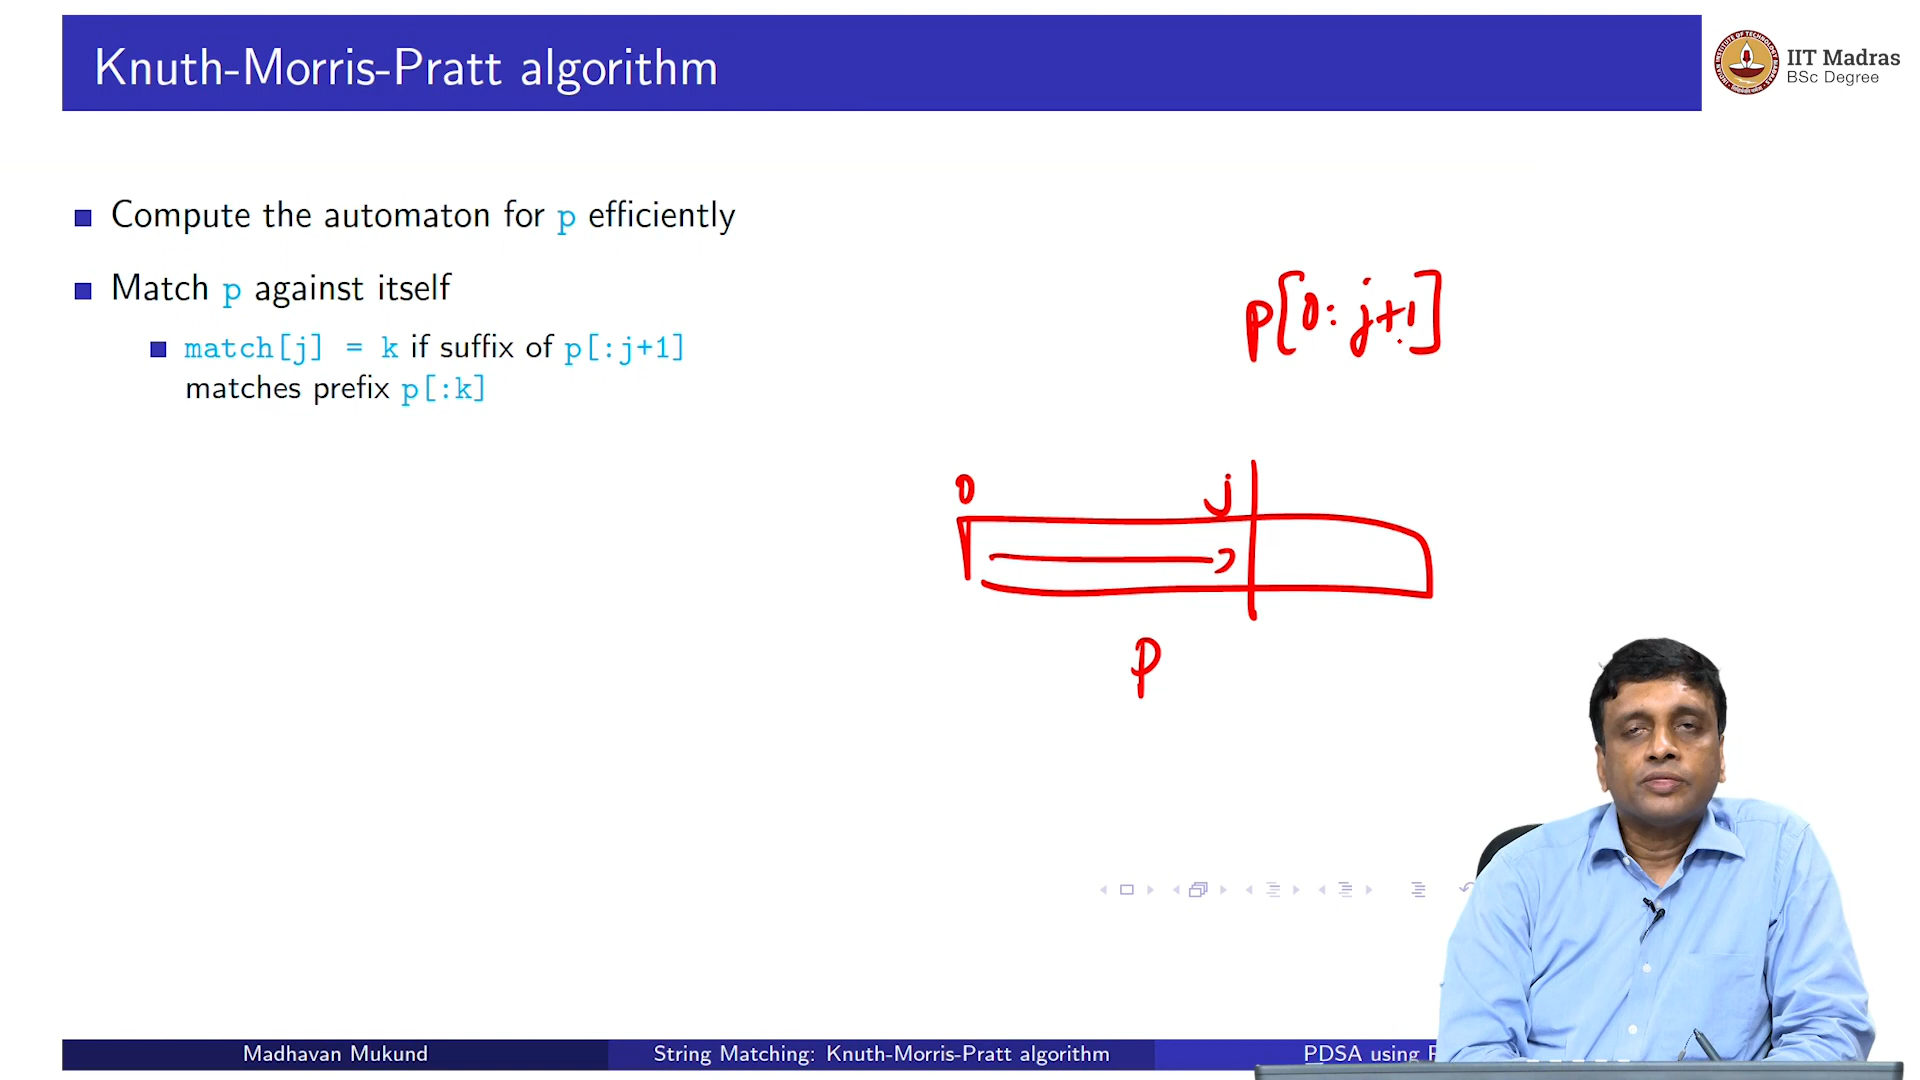 Knuth-Morris-Pratt algorithm
IIT Madras
BSc Degree
Compute the automaton for p efficiently
Match p against itself
match[j] = k if suffix of p[:j+1]
matches prefix p[:k]
p[0: j+1]
0 j
p
Madhavan Mukund
String Matching: Knuth-Morris-Pratt algorithm
PDSA using